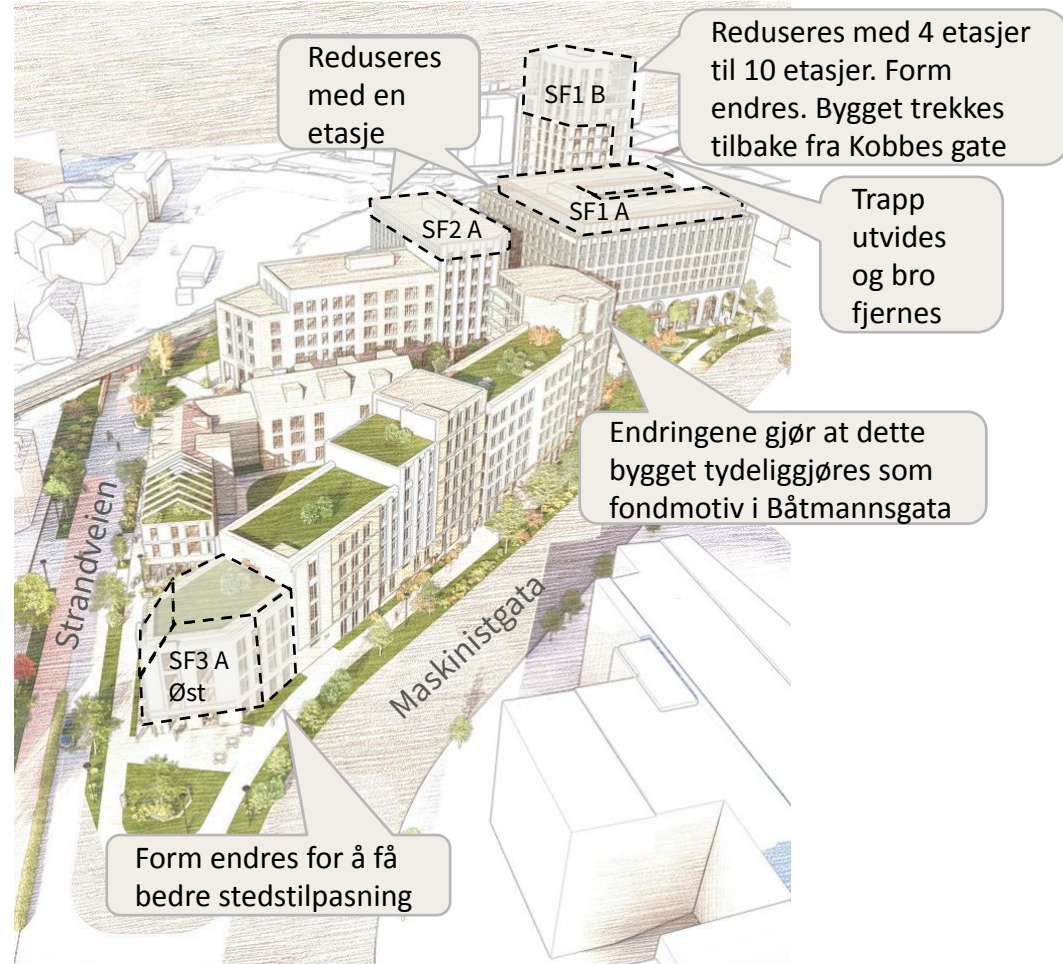 Reduseres
med en
etasje
Reduseres med 4 etasjer
til 10 etasjer. Form
endres. Bygget trekkes
tilbake fra Kobbes gate
SF1 B
Trapp
utvides
og bro
fjernes
SF1 A
SF2 A
Endringene gjør at dette
bygget tydeliggjøres som
fondmotiv i Båtmannsgata
Strandveien
Maskinistgata
SF3 A
Øst
Form endres for å få
bedre stedstilpasning